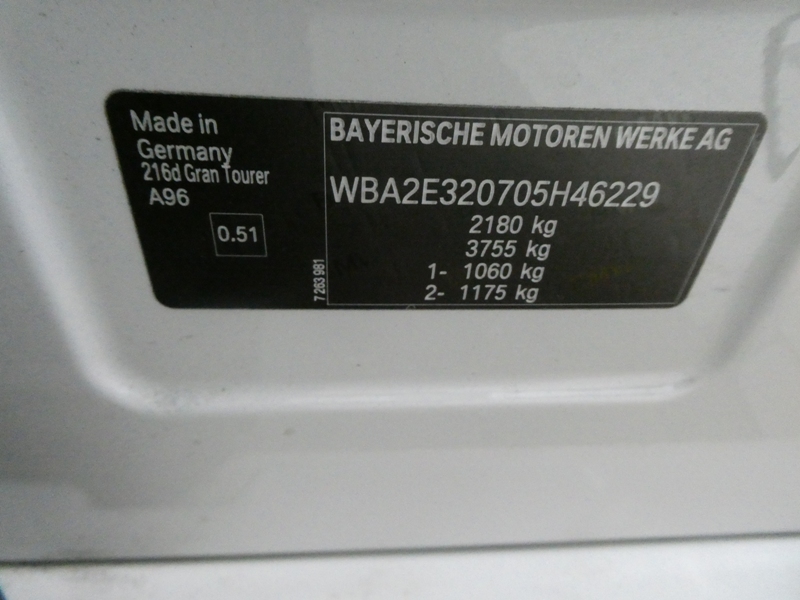 Made in
Germany
216d Gran Tourer
A96
0.51
7 263 981
BAYERISCHE MOTOREN WERKE AG
WBA2E320705H46229
2180 kg
3755 kg
1- 1060 kg
2- 1175 kg